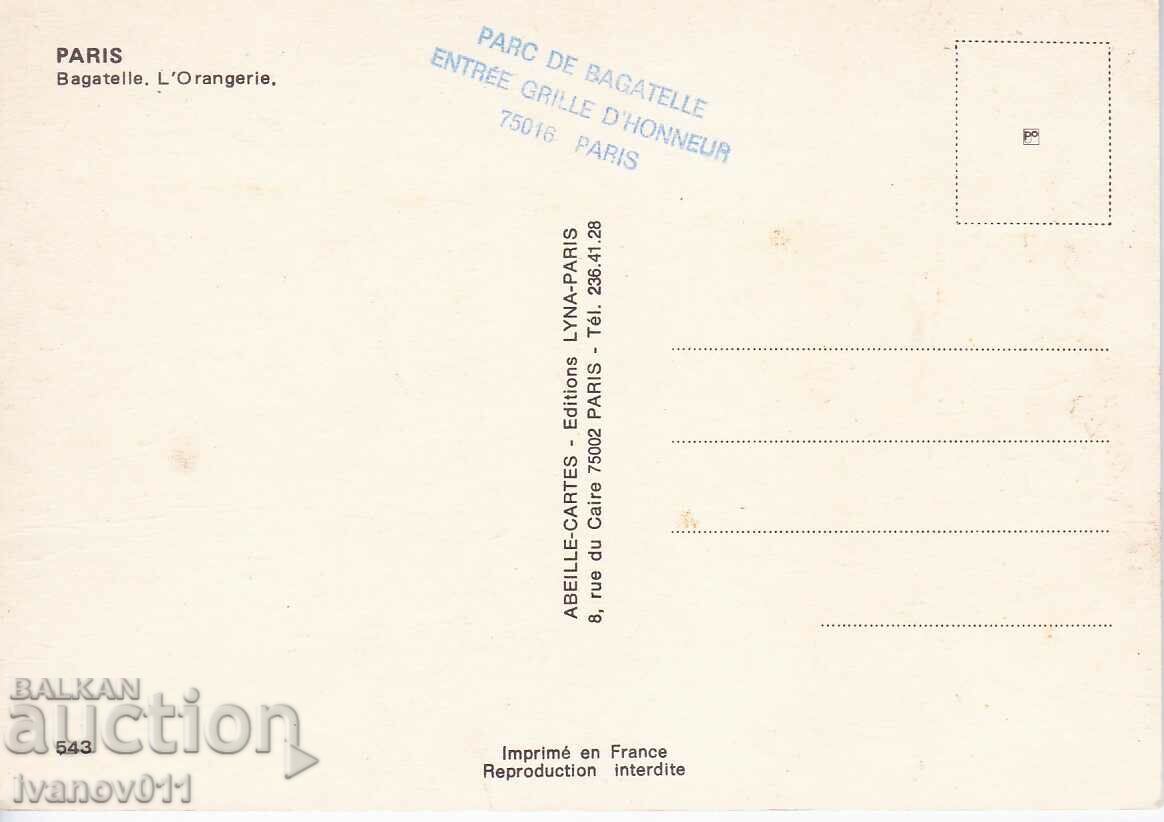 PARIS
Bagatelle. L'Orangerie.
PARC DE BAGATELLE
ENTRÉE GRILLE D'HONNEUR
75016 PARIS
ABEILLE-CARTES - Editions LYNA-PARIS
8, rue du Caire 75002 PARIS - Tél. 236.41.28
543
Imprimé en France
Reproduction interdite
BALKAN
auction
ivanov011